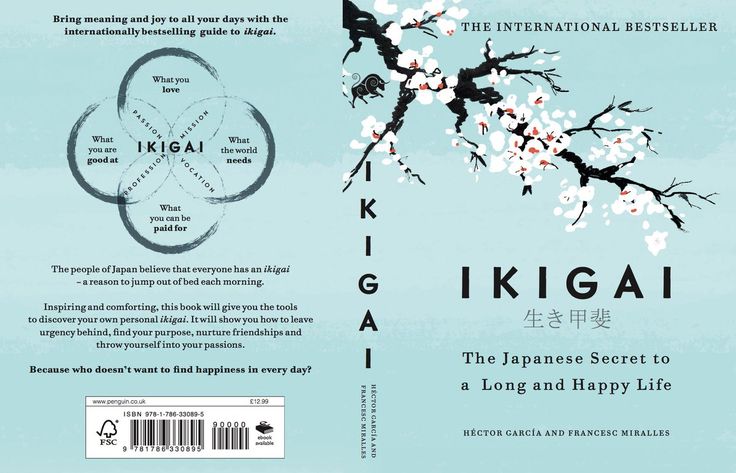 Bring meaning and joy to all your days with the
internationally bestselling guide to ikigai.
What you
love
PASSION
MISSION
What
you are
good at
IKIGAI
What
the world
needs
PROFESSION
VOCATION
What
you can be
paid for
The people of Japan believe that everyone has an ikigai
– a reason to jump out of bed each morning.
Inspiring and comforting, this book will give you the tools
to discover your own personal ikigai. It will show you how to leave
urgency behind, find your purpose, nurture friendships and
throw yourself into your passions.
Because who doesn't want to find happiness in every day?
www.penguin.co.uk
£12.99
ISBN 978-1-786-33089-5
90000
9 781786 330895
FSC
ebook
available
IKIGAI
HÉCTOR GARCÍA AND
FRANCESC MIRALLES
THE INTERNATIONAL BESTSELLER
IKIGAI
生き甲斐
The Japanese Secret to
a Long and Happy Life
HÉCTOR GARCÍA AND FRANCESC MIRALLES